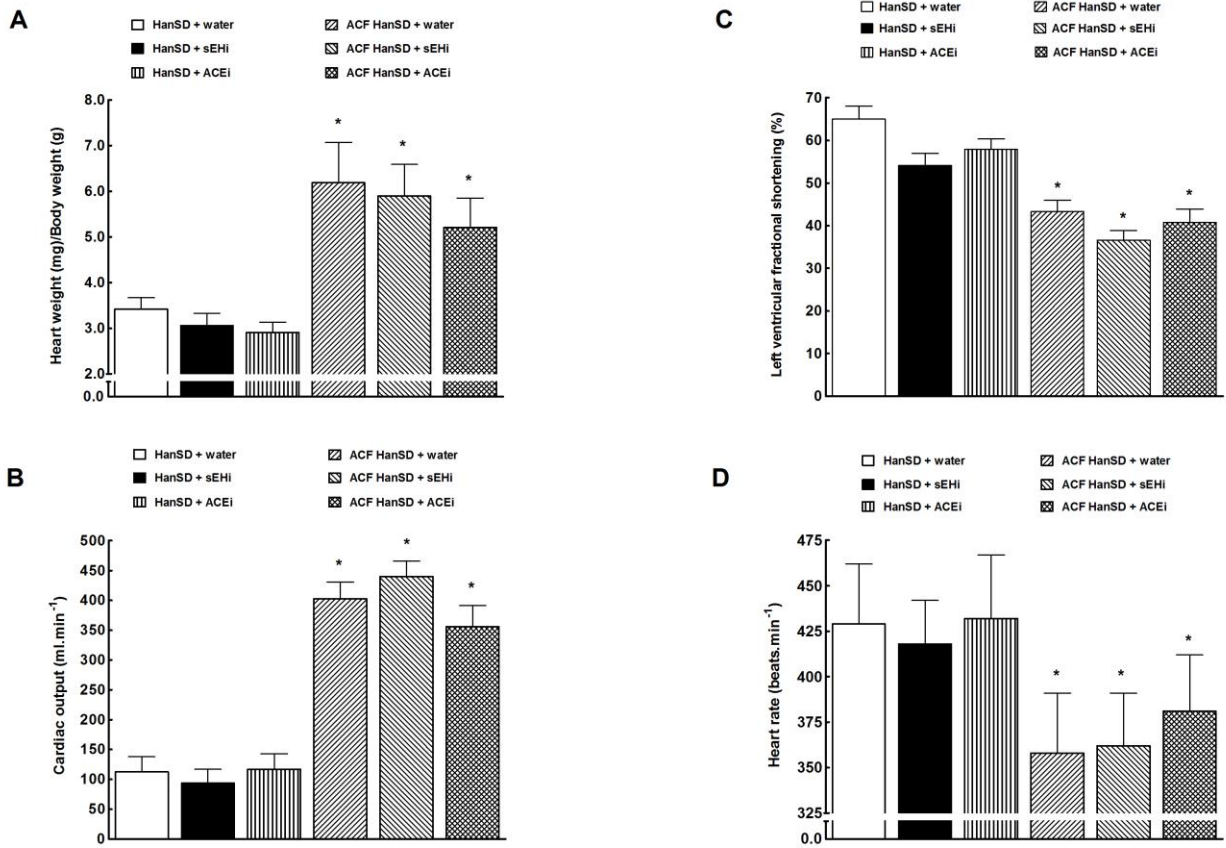 A
HanSD + water
ACF HanSD + water
HanSD + sEHi
ACF HanSD + sEHi
HanSD + ACEi
ACF HanSD + ACEi
Heart weight (mg)/Body weight (g)
8.0
7.0
6.0
5.0
4.0
3.0
2.0
0.0
*
*
*
B
HanSD + water
ACF HanSD + water
HanSD + sEHi
ACF HanSD + sEHi
HanSD + ACEi
ACF HanSD + ACEi
Cardiac output (ml.min⁻¹)
500
450
400
350
300
250
200
150
100
50
0
*
*
*
C
HanSD + water
ACF HanSD + water
HanSD + sEHi
ACF HanSD + sEHi
HanSD + ACEi
ACF HanSD + ACEi
Left ventricular fractional shortening (%)
70
60
50
40
30
20
10
0
*
*
*
D
HanSD + water
ACF HanSD + water
HanSD + sEHi
ACF HanSD + sEHi
HanSD + ACEi
ACF HanSD + ACEi
Heart rate (beats.min⁻¹)
475
450
425
400
375
350
325
0.0
*
*
*